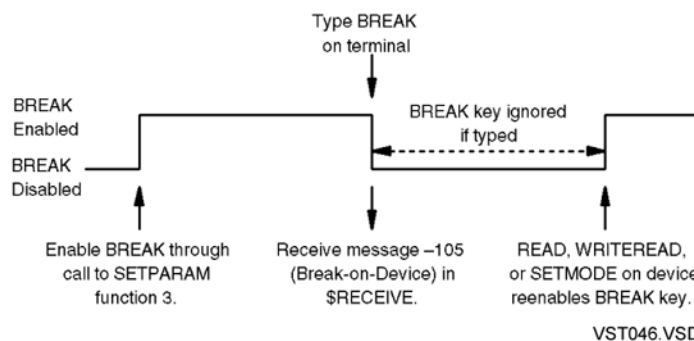 Type BREAK
on terminal
BREAK
Enabled
BREAK key ignored
if typed
BREAK
Disabled
Enable BREAK through
call to SETPARAM
function 3.
Receive message –105
(Break-on-Device) in
$RECEIVE.
READ, WRITEREAD,
or SETMODE on device
reenables BREAK key.
VST046.VSD